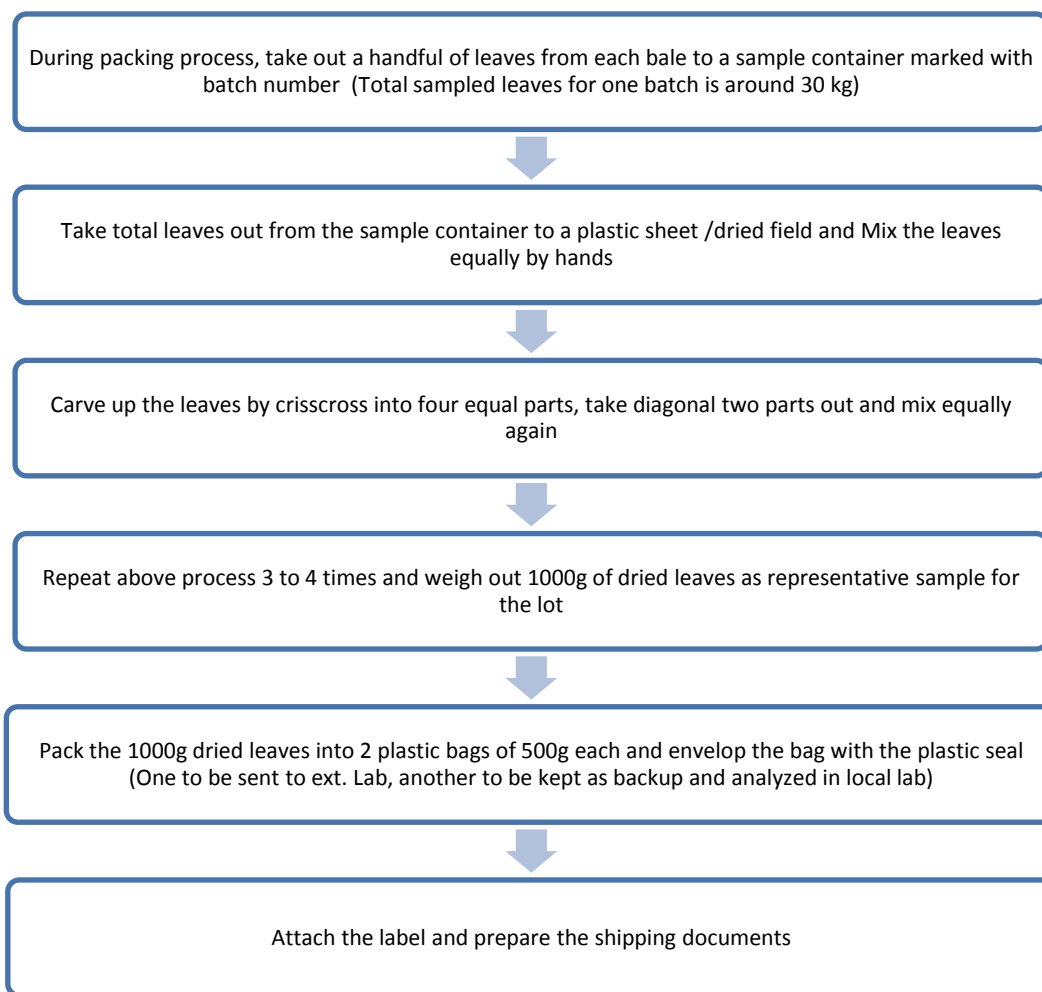 During packing process, take out a handful of leaves from each bale to a sample container marked with
batch number  (Total sampled leaves for one batch is around 30 kg)
Take total leaves out from the sample container to a plastic sheet /dried field and Mix the leaves
equally by hands
Carve up the leaves by crisscross into four equal parts, take diagonal two parts out and mix equally
again
Repeat above process 3 to 4 times and weigh out 1000g of dried leaves as representative sample for
the lot
Pack the 1000g dried leaves into 2 plastic bags of 500g each and envelop the bag with the plastic seal
(One to be sent to ext. Lab, another to be kept as backup and analyzed in local lab)
Attach the label and prepare the shipping documents